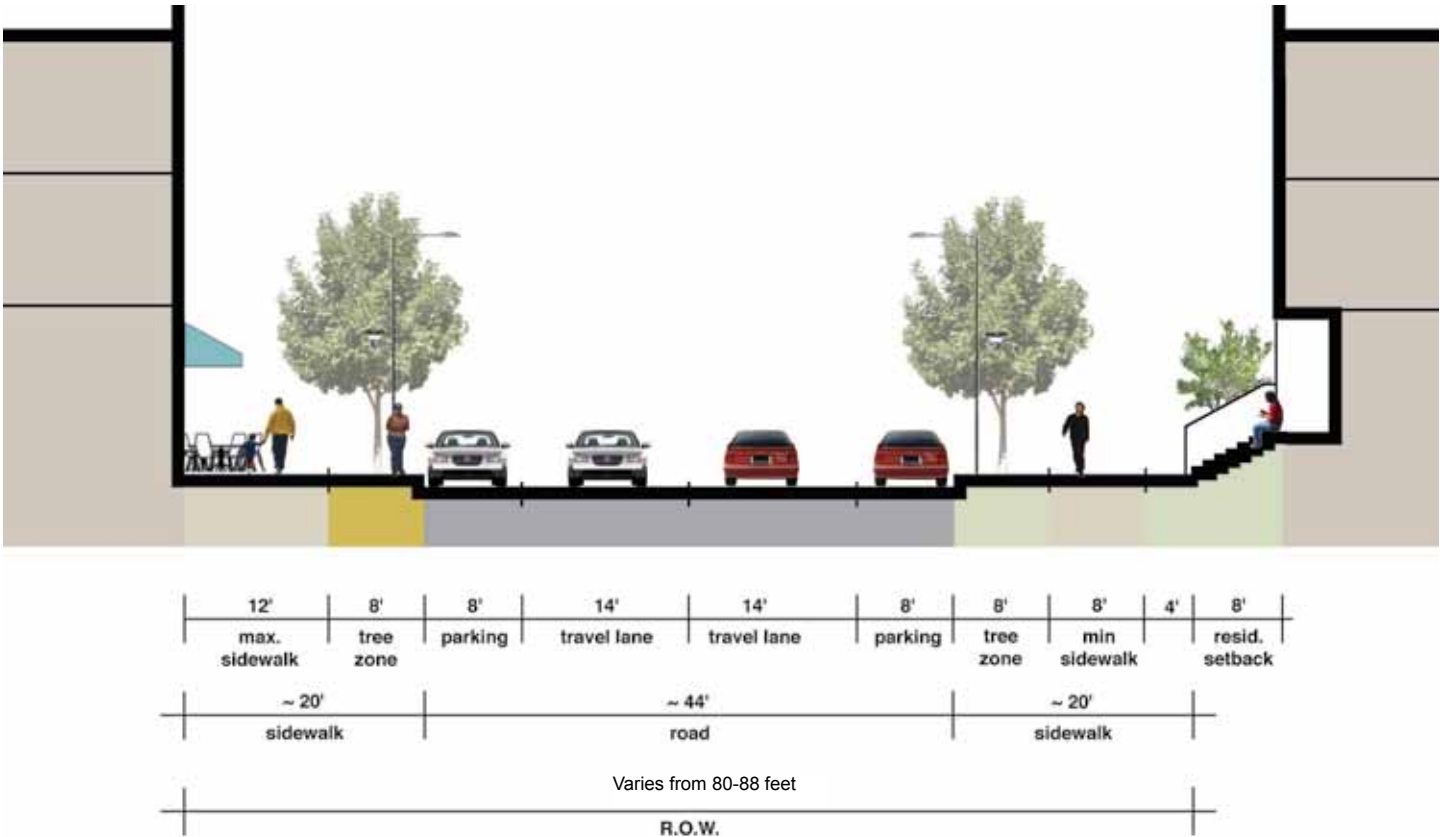 12' 8' 8' 14' 14' 8' 8' 8' 4' 8'
max. tree parking travel lane travel lane parking tree min resid.
sidewalk zone zone sidewalk setback
~ 20' ~ 44' ~ 20'
sidewalk road sidewalk
Varies from 80-88 feet
R.O.W.